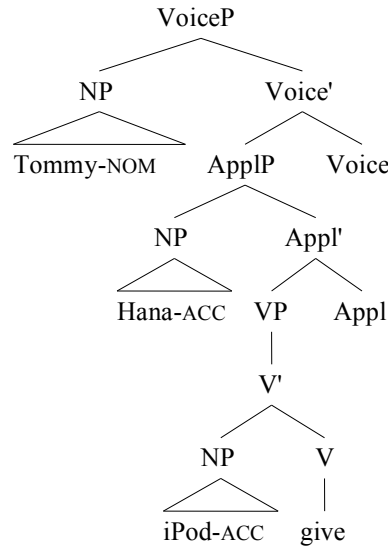 VoiceP
NP Voice'
Tommy-NOM ApplP Voice
NP Appl'
Hana-ACC VP Appl
V'
NP V
iPod-ACC give